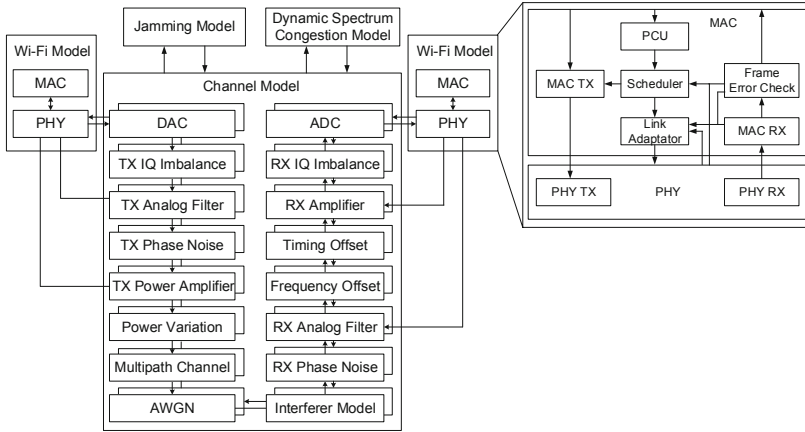 Jamming Model
Dynamic Spectrum
Congestion Model
Wi-Fi Model
MAC
PHY
Channel Model
DAC
TX IQ Imbalance
TX Analog Filter
TX Phase Noise
TX Power Amplifier
Power Variation
Multipath Channel
AWGN
ADC
RX IQ Imbalance
RX Amplifier
Timing Offset
Frequency Offset
RX Analog Filter
RX Phase Noise
Interferer Model
Wi-Fi Model
MAC
PHY
MAC
PCU
MAC TX
Scheduler
Frame
Error Check
Link
Adaptator
MAC RX
PHY TX
PHY
PHY RX